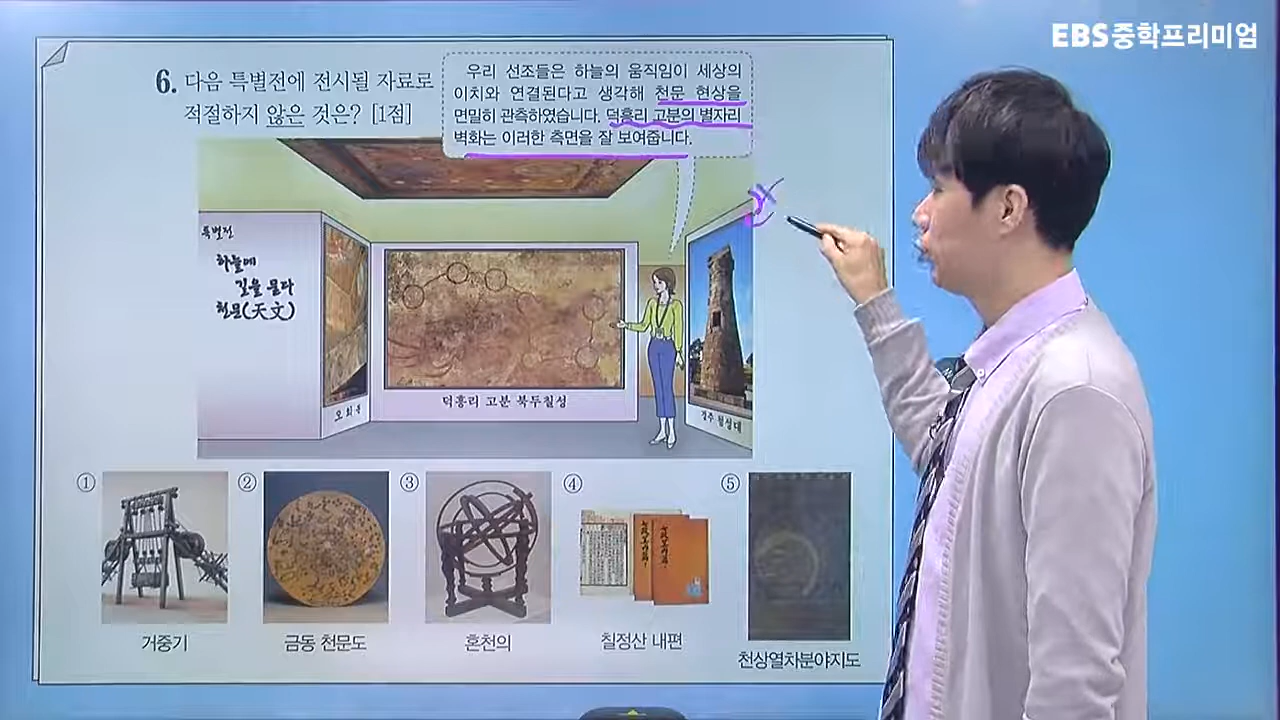 EBS중학프리미엄
6. 다음 특별전에 전시될 자료로
적절하지 않은 것은? [1점]
우리 선조들은 하늘의 움직임이 세상의
이치와 연결된다고 생각해 천문 현상을
면밀히 관측하였습니다. 덕흥리 고분의 별자리
벽화는 이러한 측면을 잘 보여줍니다.
특별전
하늘에
길을 묻다
천문(天文)
덕흥리 고분 북두칠성
경주 첨성대
①
②
③
④
⑤
거중기
금동 천문도
혼천의
칠정산 내편
천상열차분야지도